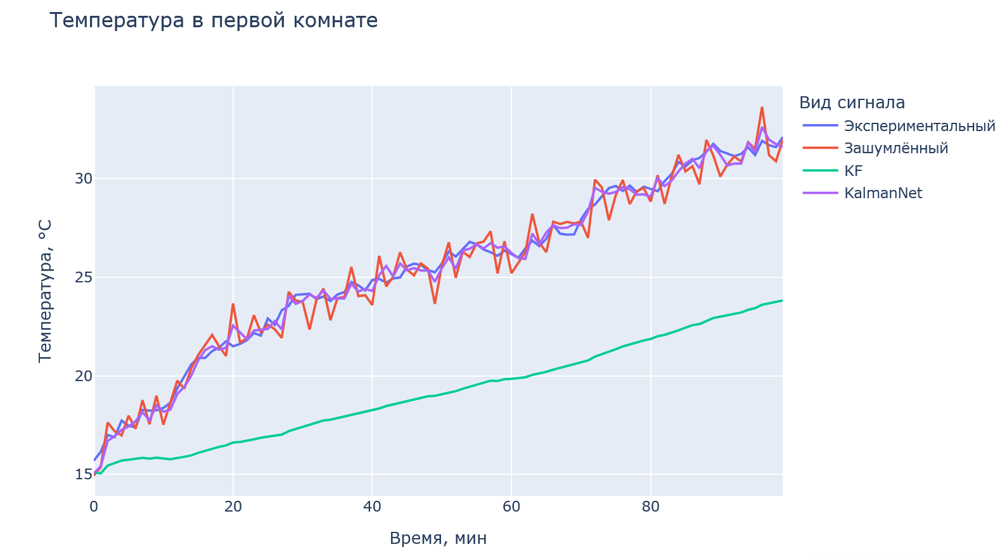 Температура в первой комнате
Вид сигнала
Экспериментальный
Зашумлённый
KF
KalmanNet
Температура, °C
30
25
20
15
0 20 40 60 80
Время, мин